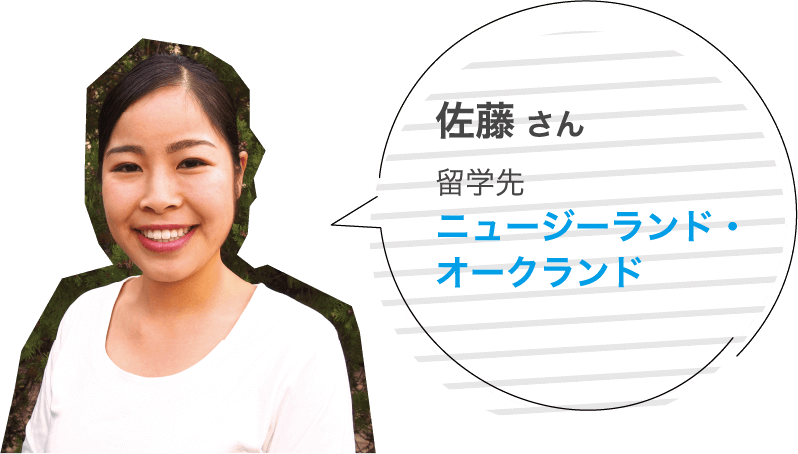 佐藤 さん
留学先
ニュージーランド・
オークランド